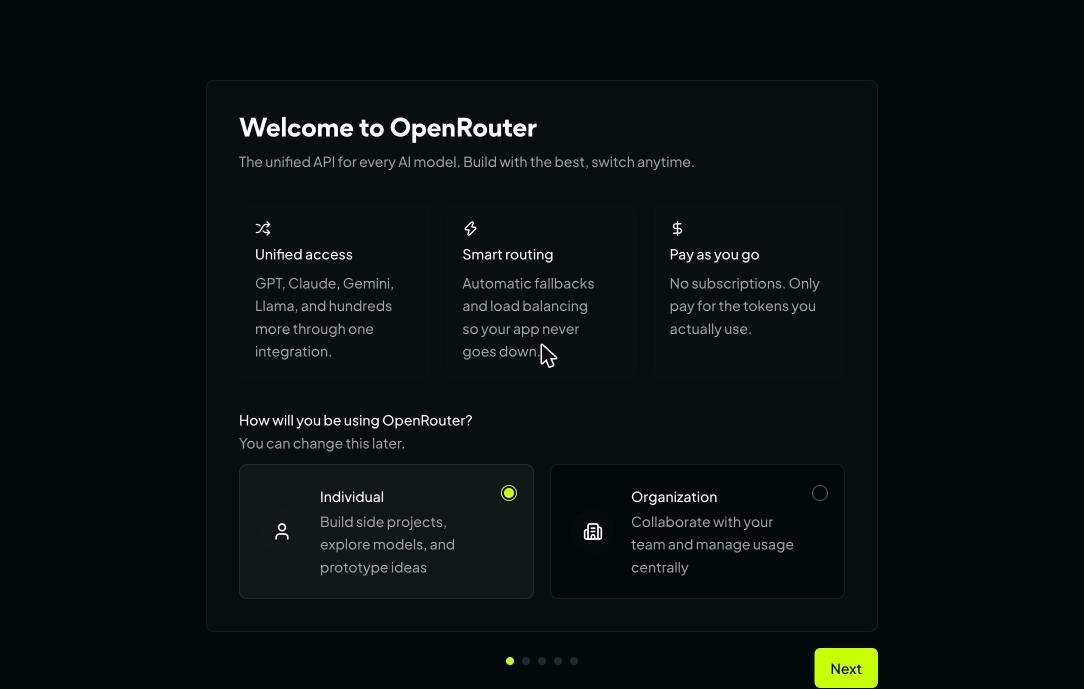 Welcome to OpenRouter
The unified API for every AI model. Build with the best, switch anytime.
Unified access
GPT, Claude, Gemini,
Llama, and hundreds
more through one
integration.
Smart routing
Automatic fallbacks
and load balancing
so your app never
goes down.
Pay as you go
No subscriptions. Only
pay for the tokens you
actually use.
How will you be using OpenRouter?
You can change this later.
Individual
Build side projects,
explore models, and
prototype ideas
Organization
Collaborate with your
team and manage usage
centrally
Next